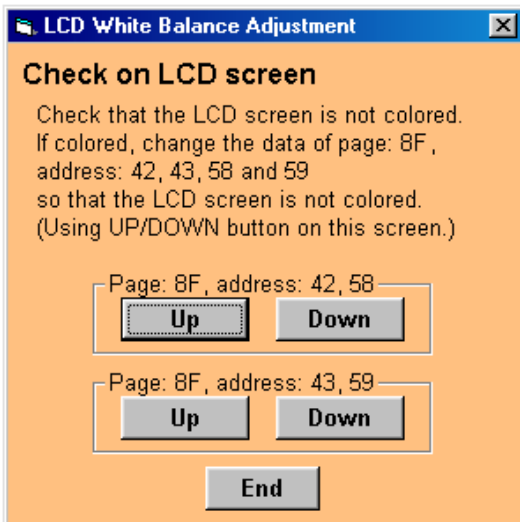 LCD White Balance Adjustment
Check on LCD screen
Check that the LCD screen is not colored.
If colored, change the data of page: 8F,
address: 42, 43, 58 and 59
so that the LCD screen is not colored.
(Using UP/DOWN button on this screen.)
Page: 8F, address: 42, 58
Up Down
Page: 8F, address: 43, 59
Up Down
End